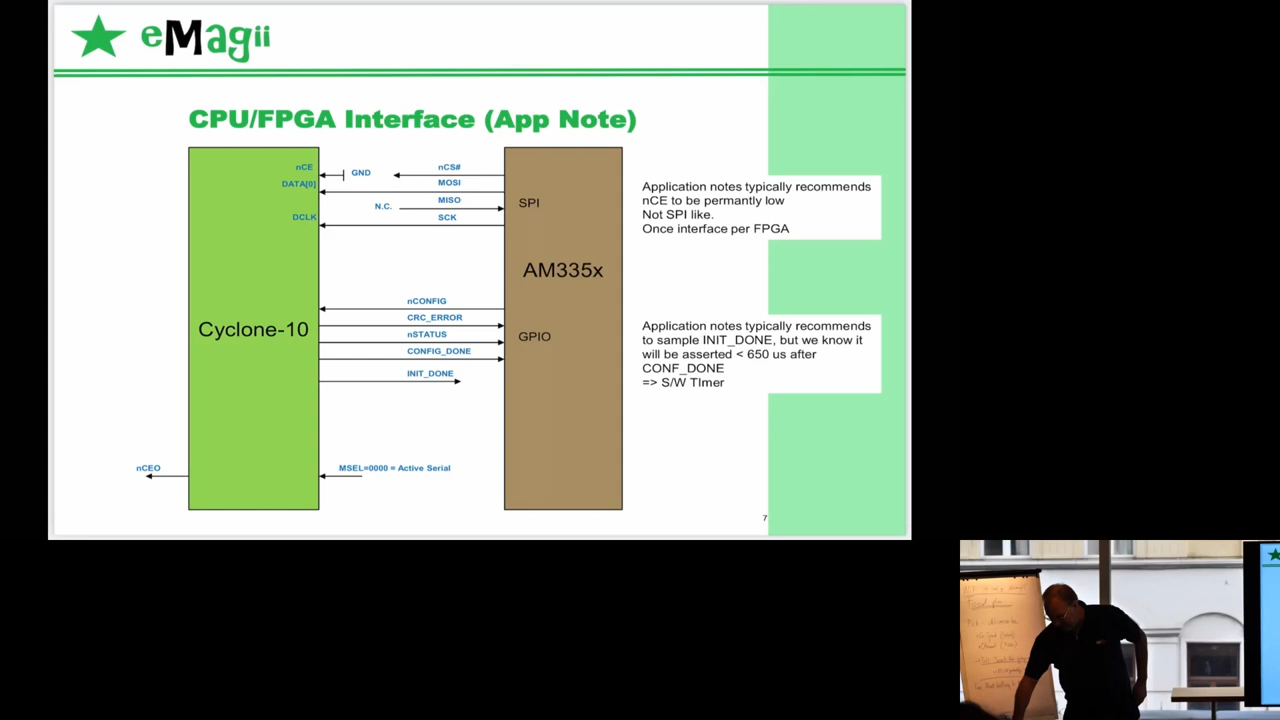 eMagii
CPU/FPGA Interface (App Note)
nCE
GND
nCS#
DATA[0]
MOSI
N.C.
MISO
SPI
DCLK
SCK
AM335x
nCONFIG
CRC_ERROR
Cyclone-10
nSTATUS
GPIO
CONFIG_DONE
INIT_DONE
nCEO
MSEL=0000 = Active Serial
Application notes typically recommends
nCE to be permantly low
Not SPI like.
Once interface per FPGA
Application notes typically recommends
to sample INIT_DONE, but we know it
will be asserted < 650 us after
CONF_DONE
=> S/W TImer
7